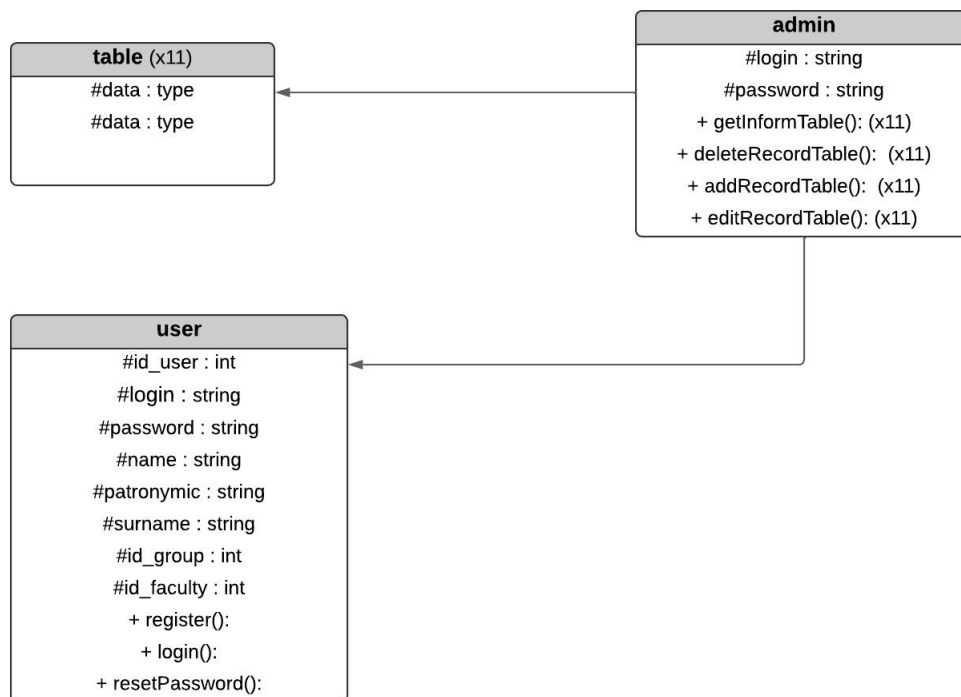 table (x11)
#data : type
#data : type
admin
#login : string
#password : string
+ getInformTable(): (x11)
+ deleteRecordTable():  (x11)
+ addRecordTable():  (x11)
+ editRecordTable(): (x11)
user
#id_user : int
#login : string
#password : string
#name : string
#patronymic : string
#surname : string
#id_group : int
#id_faculty : int
+ register():
+ login():
+ resetPassword():